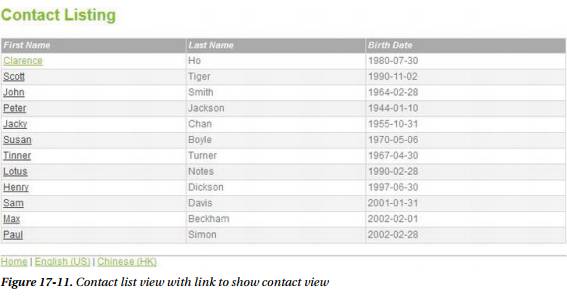 Contact Listing
First Name Last Name Birth Date
Clarence Ho 1980-07-30
Scott Tiger 1990-11-02
John Smith 1964-02-28
Peter Jackson 1944-01-10
Jacky Chan 1955-10-31
Susan Boyle 1970-05-06
Tinner Turner 1967-04-30
Lotus Notes 1990-02-28
Henry Dickson 1997-06-30
Sam Davis 2001-01-31
Max Beckham 2002-02-01
Paul Simon 2002-02-28
Home | English (US) | Chinese (HK)
Figure 17-11. Contact list view with link to show contact view